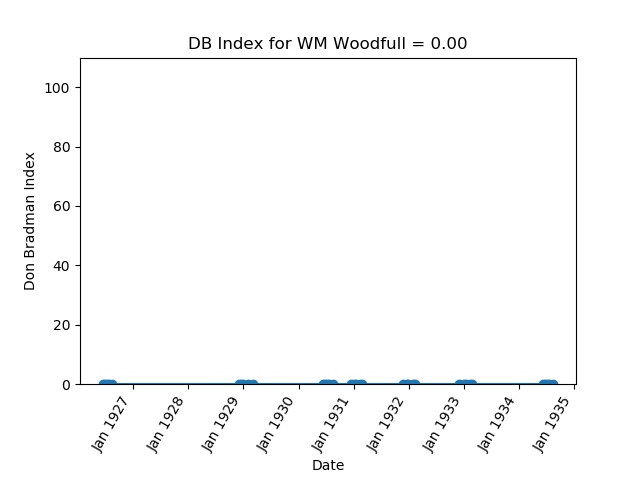 DB Index for WM Woodfull = 0.00
Don Bradman Index
100
80
60
40
20
0
Jan 1927
Jan 1928
Jan 1929
Jan 1930
Jan 1931
Jan 1932
Jan 1933
Jan 1934
Jan 1935
Date